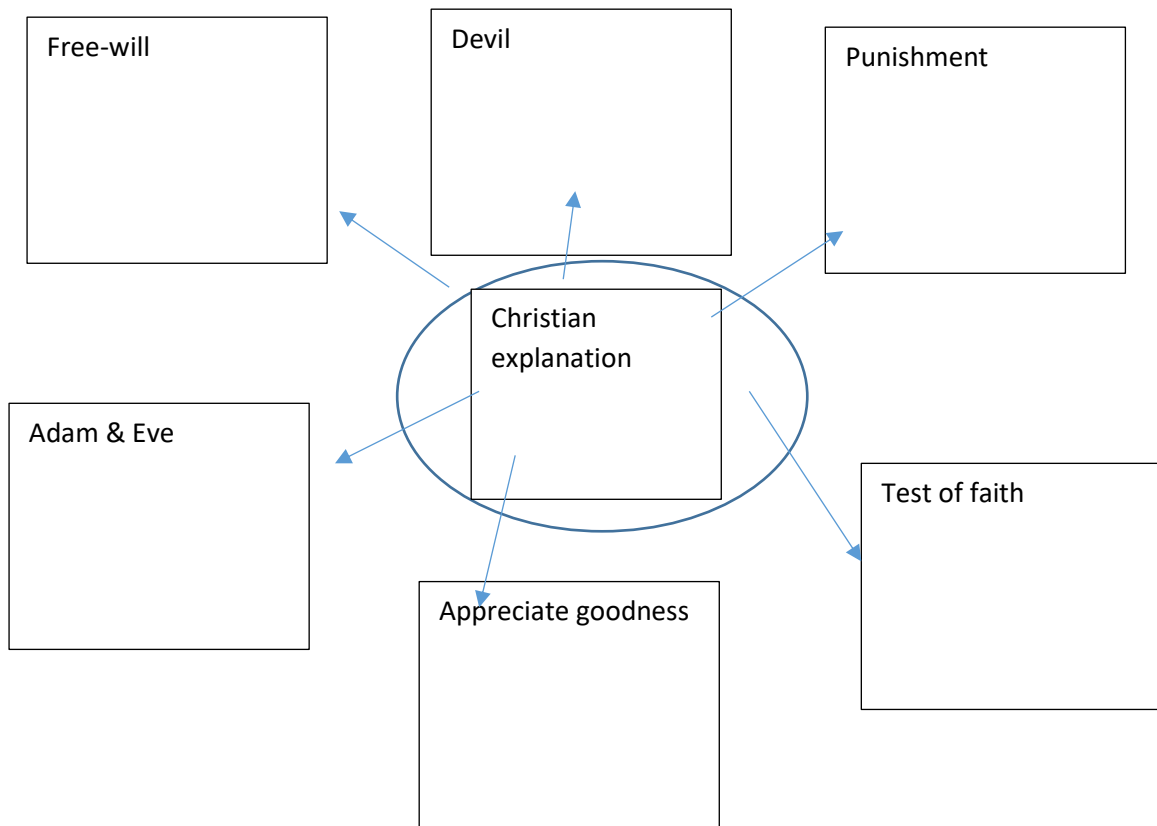 Free-will
Devil
Punishment
Christian
explanation
Adam & Eve
Test of faith
Appreciate goodness